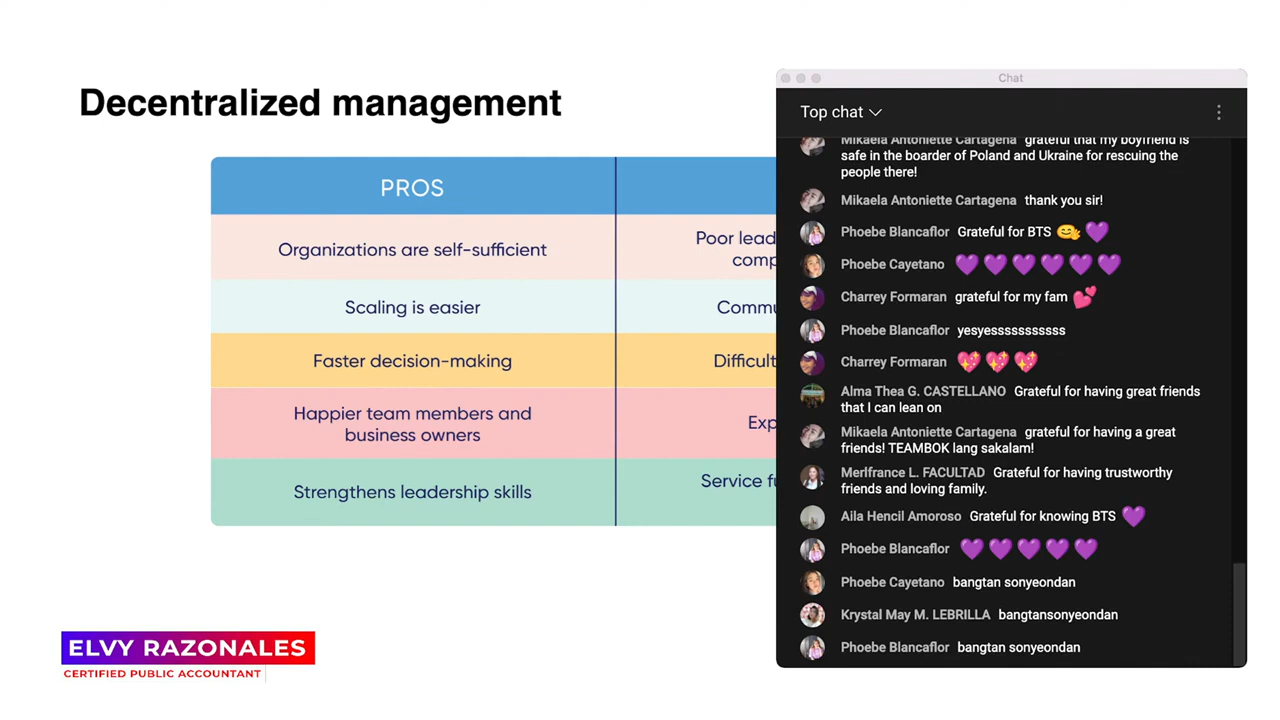 Decentralized management
PROS
Organizations are self-sufficient
Poor lead
comp
Scaling is easier
Commu
Faster decision-making
Difficult
Happier team members and
business owners
Exp
Strengthens leadership skills
Service fu
ELVY RAZONALES
CERTIFIED PUBLIC ACCOUNTANT
Chat
Top chat
Mikaela Antoniette Cartagena grateful that my boyfriend is
safe in the boarder of Poland and Ukraine for rescuing the
people there!
Mikaela Antoniette Cartagena thank you sir!
Phoebe Blancaflor Grateful for BTS 🥰 💜
Phoebe Cayetano 💜 💜 💜 💜 💜 💜
Charrey Formaran grateful for my fam 💕
Phoebe Blancaflor yesyesssssssssss
Charrey Formaran 💖 💖 💖
Alma Thea G. CASTELLANO Grateful for having great friends
that I can lean on
Mikaela Antoniette Cartagena grateful for having a great
friends! TEAMBOK lang sakalam!
Merlfrance L. FACULTAD Grateful for having trustworthy
friends and loving family.
Aila Hencil Amoroso Grateful for knowing BTS 💜
Phoebe Blancaflor 💜 💜 💜 💜 💜
Phoebe Cayetano bangtan sonyeondan
Krystal May M. LEBRILLA bangtansonyeondan
Phoebe Blancaflor bangtan sonyeondan